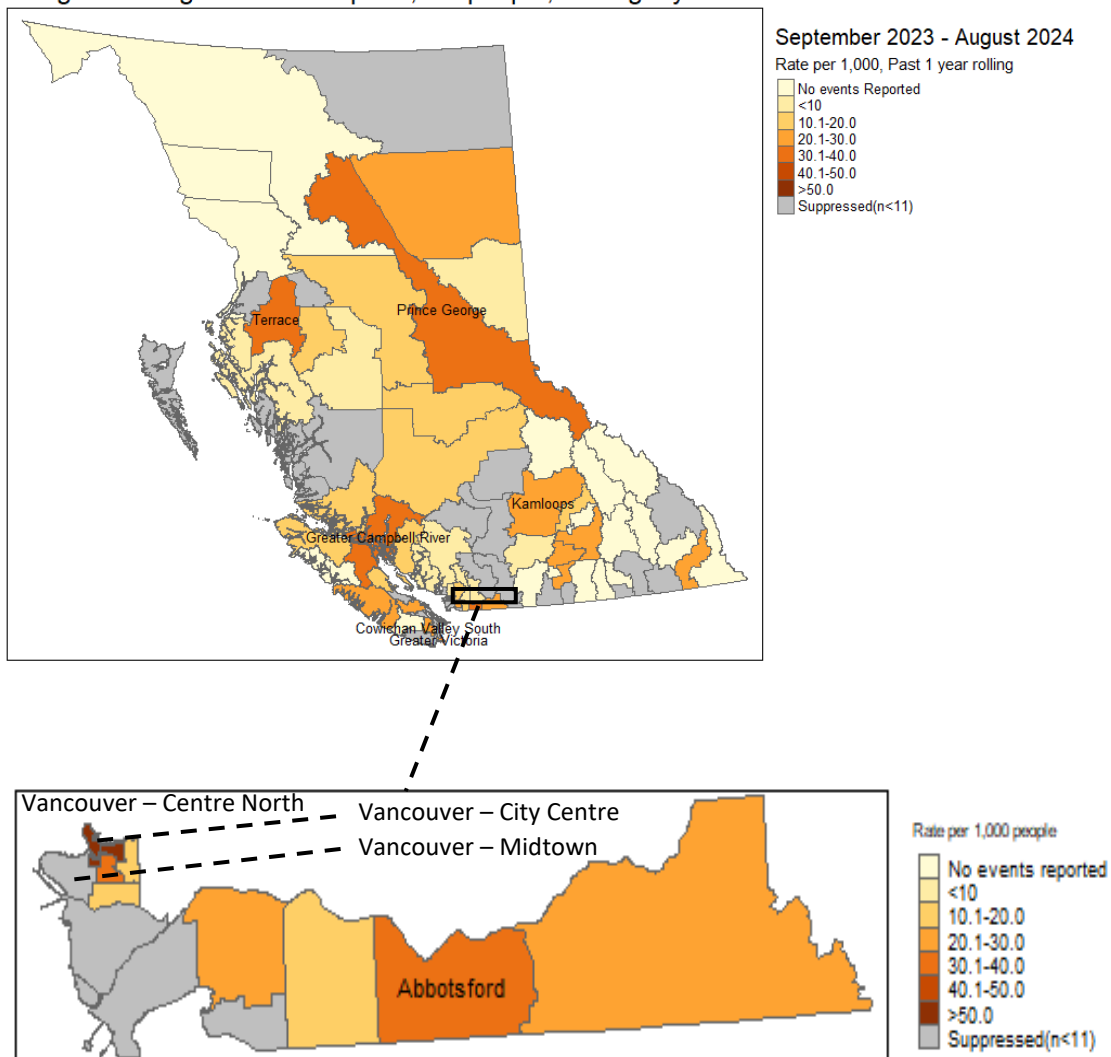 September 2023 - August 2024
Rate per 1,000, Past 1 year rolling
No events Reported
<10
10.1-20.0
20.1-30.0
30.1-40.0
40.1-50.0
>50.0
Suppressed(n<11)
Prince George
Terrace
Kamloops
Greater Campbell River
Cowichan Valley South
Greater Victoria
Vancouver – Centre North
Vancouver – City Centre
Vancouver – Midtown
Abbotsford
Rate per 1,000 people
No events reported
<10
10.1-20.0
20.1-30.0
30.1-40.0
40.1-50.0
>50.0
Suppressed(n<11)